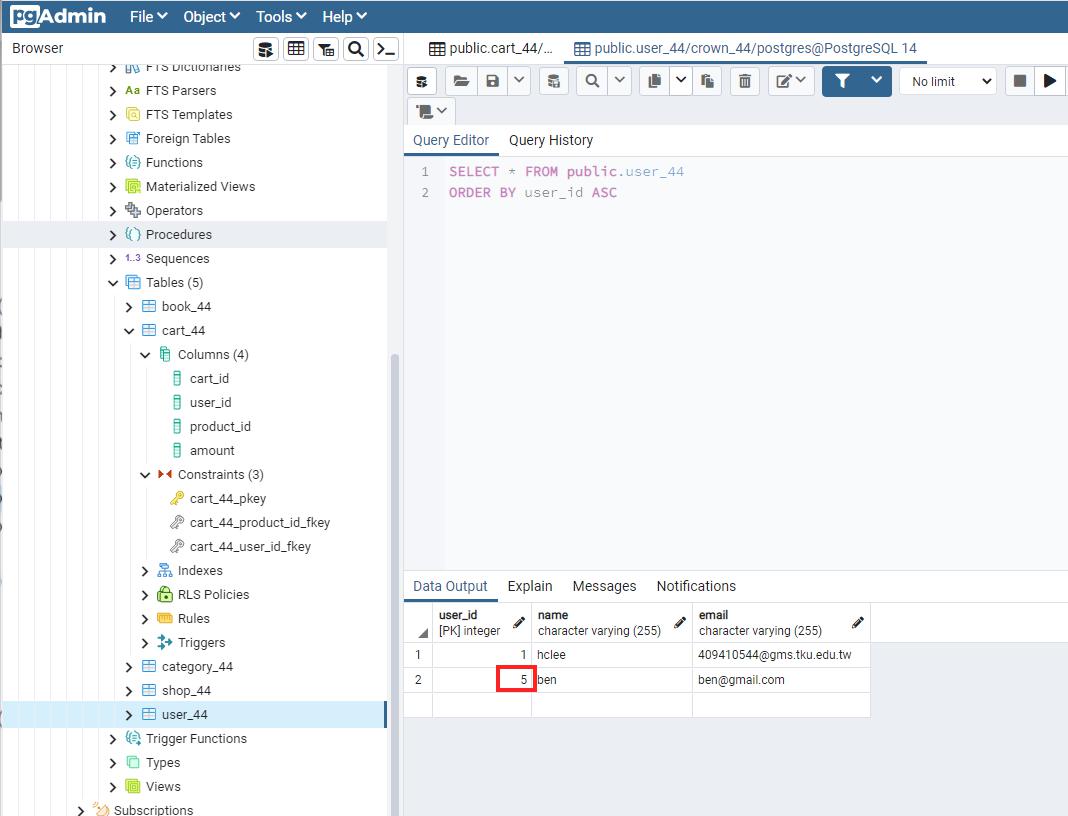 pgAdmin File Object Tools Help
Browser
public.cart_44/... public.user_44/crown_44/postgres@PostgreSQL 14
No limit
Query Editor Query History
1 SELECT * FROM public.user_44
2 ORDER BY user_id ASC
FTS Dictionaries
Aa FTS Parsers
FTS Templates
Foreign Tables
Functions
Materialized Views
Operators
Procedures
1..3 Sequences
Tables (5)
book_44
cart_44
Columns (4)
cart_id
user_id
product_id
amount
Constraints (3)
cart_44_pkey
cart_44_product_id_fkey
cart_44_user_id_fkey
Indexes
RLS Policies
Rules
Triggers
category_44
shop_44
user_44
Trigger Functions
Types
Views
Subscriptions
Data Output Explain Messages Notifications
user_id name email
[PK] integer character varying (255) character varying (255)
1 1 hclee 409410544@gms.tku.edu.tw
2 5 ben ben@gmail.com